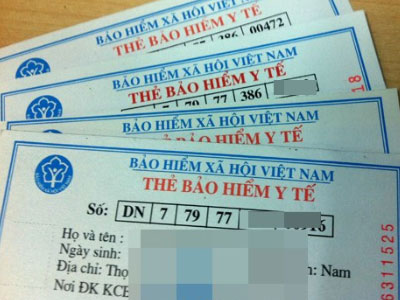 BẢO HIỂM XÃ HỘI VIỆT NAM
THẺ BẢO HIỂM Y TẾ
386 00472
BẢO HIỂM XÃ HỘI VIỆT NAM
THẺ BẢO HIỂM Y TẾ
7 79 77 386
18
BẢO HIỂM XÃ HỘI VIỆT NAM
THẺ BẢO HIỂM Y TẾ
BẢO HIỂM XÃ HỘI VIỆT NAM
THẺ BẢO HIỂM Y TẾ
Số: DN 7 79 77
Họ và tên :
Ngày sinh:
Địa chỉ: Thọ : Nam
Nơi ĐK KCB
6311525